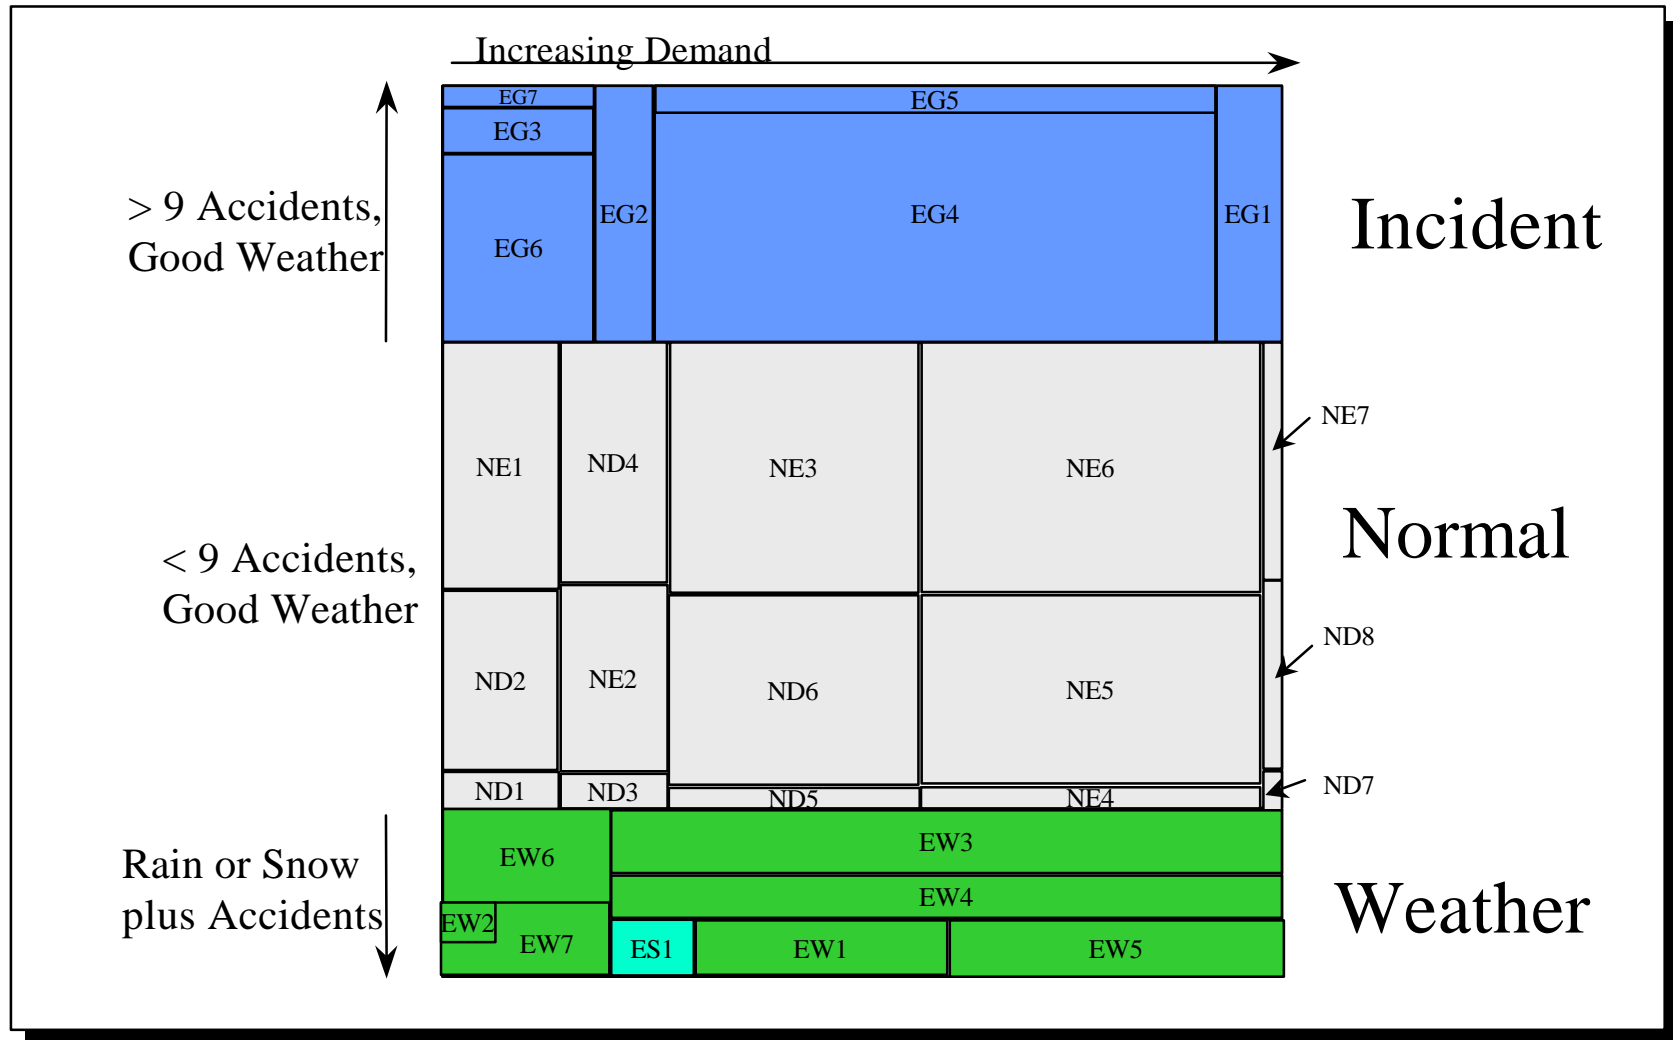 Increasing Demand
EG7
EG5
EG3
> 9 Accidents,
Good Weather
EG2
EG4
EG1
EG6
Incident
NE7
NE1
ND4
NE3
NE6
Normal
< 9 Accidents,
Good Weather
ND8
ND2
NE2
ND6
NE5
ND7
ND1
ND3
ND5
NE4
Rain or Snow
plus Accidents
EW6
EW3
EW4
Weather
EW2
EW7
ES1
EW1
EW5